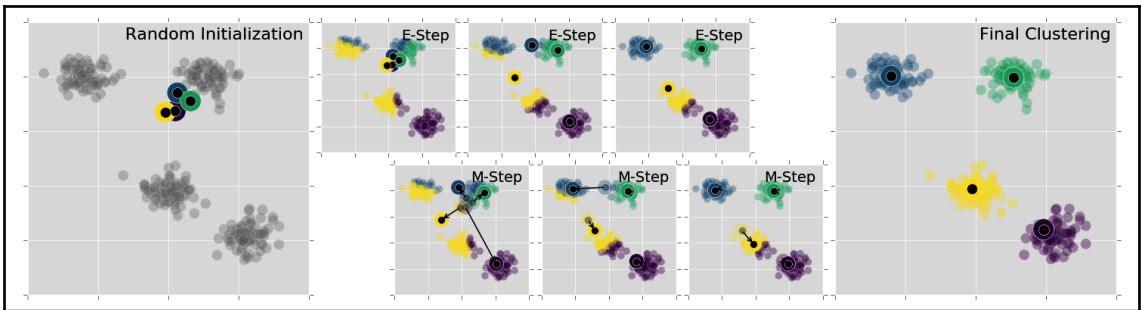 Random Initialization
E-Step
E-Step
E-Step
Final Clustering
M-Step
M-Step
M-Step